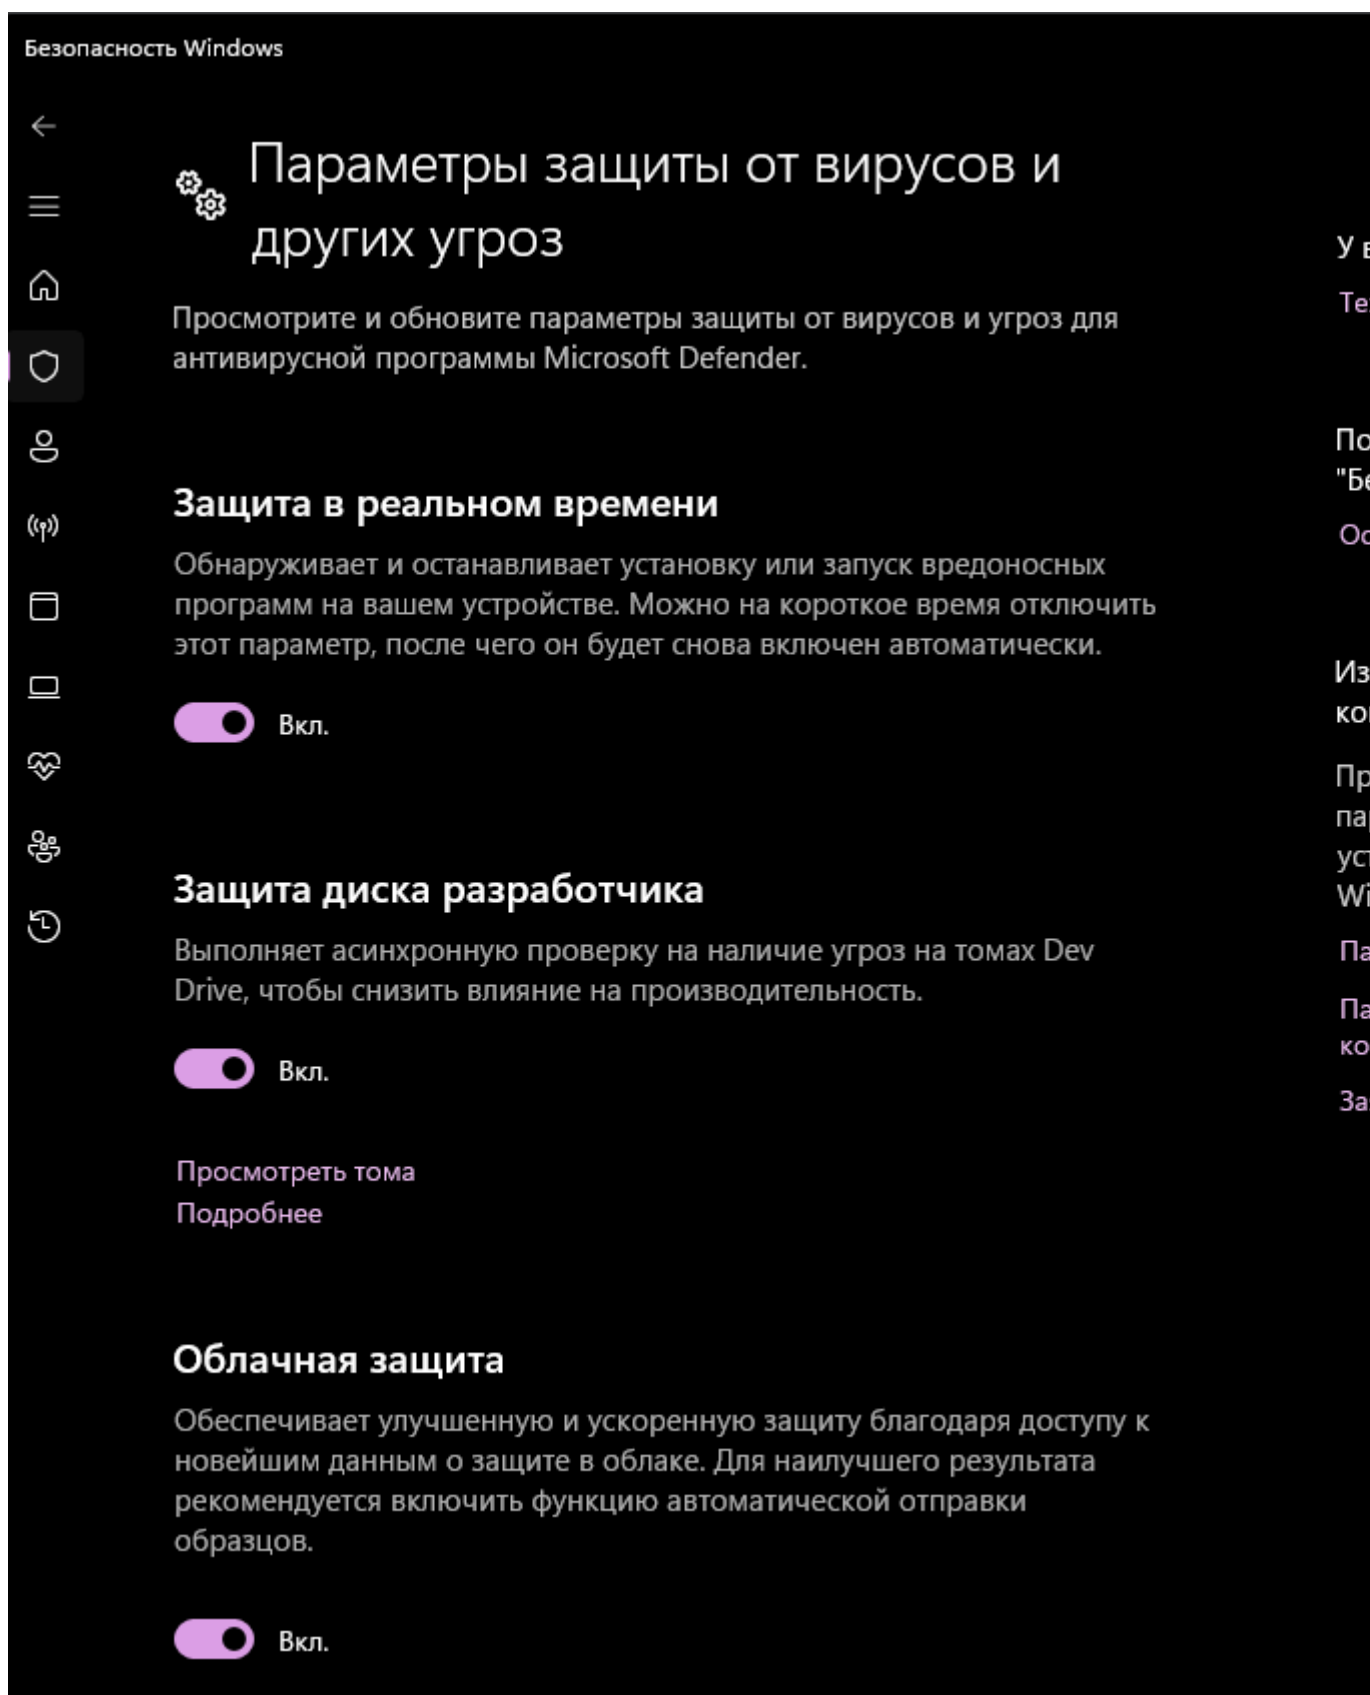 Безопасность Windows
Параметры защиты от вирусов и
других угроз
Просмотрите и обновите параметры защиты от вирусов и угроз для
антивирусной программы Microsoft Defender.
Защита в реальном времени
Обнаруживает и останавливает установку или запуск вредоносных
программ на вашем устройстве. Можно на короткое время отключить
этот параметр, после чего он будет снова включен автоматически.
Вкл.
Защита диска разработчика
Выполняет асинхронную проверку на наличие угроз на томах Dev
Drive, чтобы снизить влияние на производительность.
Вкл.
Просмотреть тома
Подробнее
Облачная защита
Обеспечивает улучшенную и ускоренную защиту благодаря доступу к
новейшим данным о защите в облаке. Для наилучшего результата
рекомендуется включить функцию автоматической отправки
образцов.
Вкл.